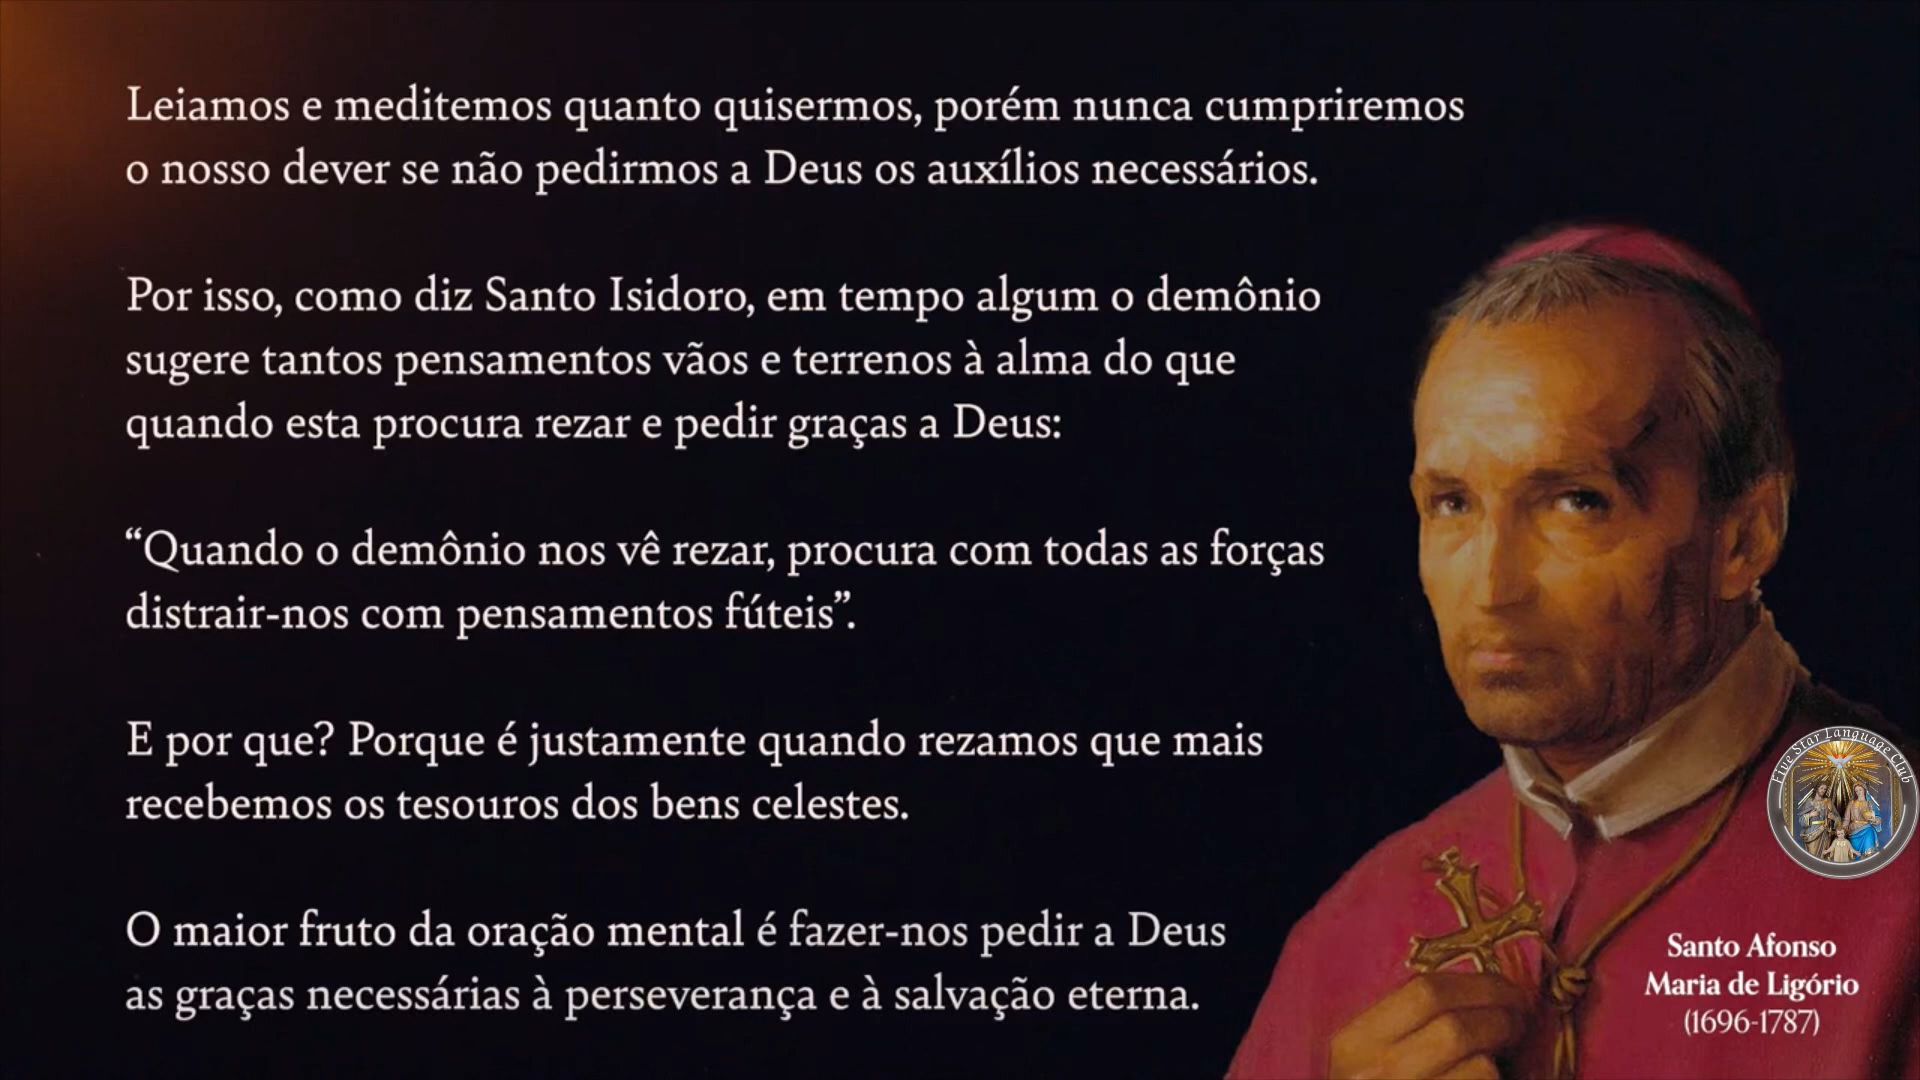 Leiamos e meditemos quanto quisermos, porém nunca cumpriremos
o nosso dever se não pedirmos a Deus os auxílios necessários.
Por isso, como diz Santo Isidoro, em tempo algum o demônio
sugere tantos pensamentos vãos e terrenos à alma do que
quando esta procura rezar e pedir graças a Deus:
“Quando o demônio nos vê rezar, procura com todas as forças
distrair-nos com pensamentos fúteis”.
E por que? Porque é justamente quando rezamos que mais
recebemos os tesouros dos bens celestes.
O maior fruto da oração mental é fazer-nos pedir a Deus
as graças necessárias à perseverança e à salvação eterna.
Five Star Language Club
Santo Afonso
Maria de Ligório
(1696-1787)